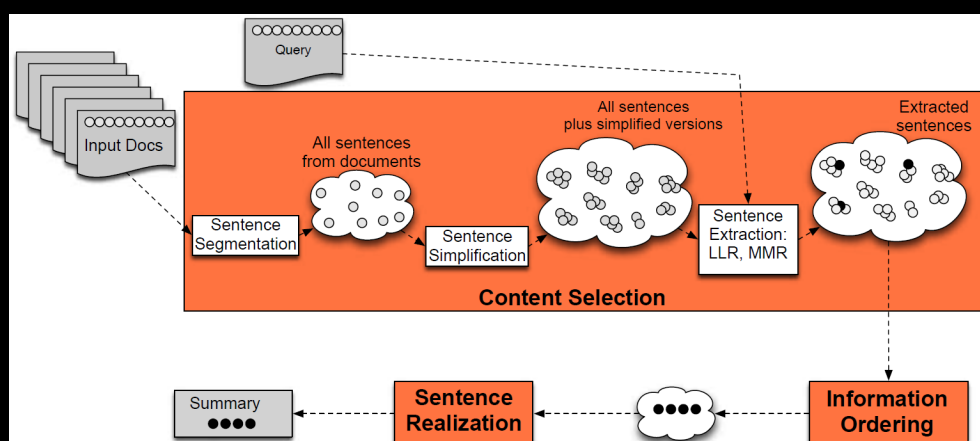 Query
Input Docs
All sentences
from documents
All sentences
plus simplified versions
Extracted
sentences
Sentence
Segmentation
Sentence
Simplification
Sentence
Extraction:
LLR, MMR
Content Selection
Summary
Sentence
Realization
Information
Ordering